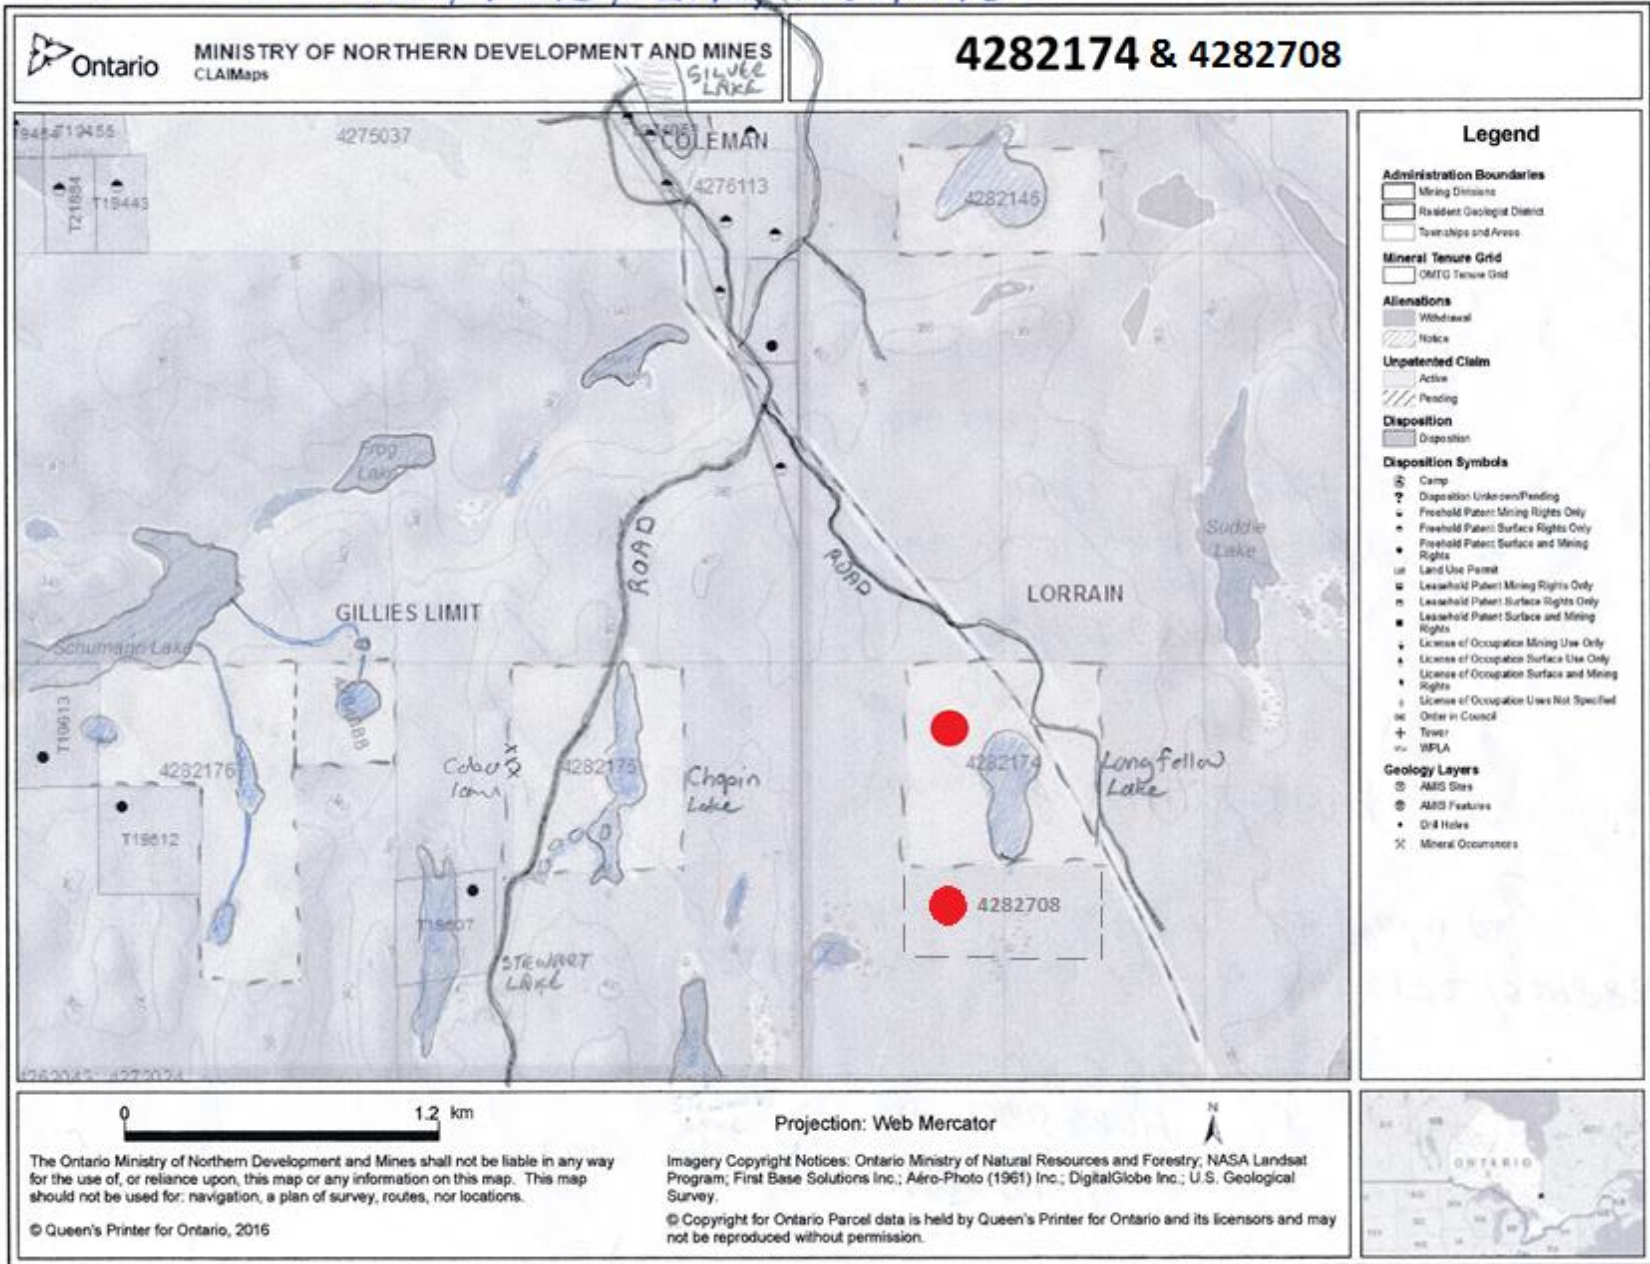 Ontario
MINISTRY OF NORTHERN DEVELOPMENT AND MINES
CLAIMaps
4282174 & 4282708
SILVER
LAKE
T19455
4275037
COLEMAN
T21884
T19443
4276113
4282145
Frog
Lake
ROAD
ROAD
Suddie
Lake
LORRAIN
GILLIES LIMIT
Schumann Lake
T19613
4282176
4282175
Chapin
Lake
4282174
Longfellow
Lake
T19612
T19607
4282708
STEWART
LAKE
4272024
Legend
Administration Boundaries
Mining Divisions
Resident Geologist District
Townships and Areas
Mineral Tenure Grid
OMTG Tenure Grid
Alienations
Withdrawal
Notice
Unpatented Claim
Active
Pending
Disposition
Disposition
Disposition Symbols
Camp
Disposition Unknown/Pending
Freehold Patent Mining Rights Only
Freehold Patent Surface Rights Only
Freehold Patent Surface and Mining
Rights
Land Use Permit
Leasehold Patent Mining Rights Only
Leasehold Patent Surface Rights Only
Leasehold Patent Surface and Mining
Rights
License of Occupation Mining Use Only
License of Occupation Surface Use Only
License of Occupation Surface and Mining
Rights
License of Occupation Uses Not Specified
Order in Council
Tower
WPLA
Geology Layers
AMIS Sites
AMIS Features
Drill Holes
Mineral Occurrences
0 1.2 km
Projection: Web Mercator
N
The Ontario Ministry of Northern Development and Mines shall not be liable in any way
for the use of, or reliance upon, this map or any information on this map. This map
should not be used for: navigation, a plan of survey, routes, nor locations.
© Queen's Printer for Ontario, 2016
Imagery Copyright Notices: Ontario Ministry of Natural Resources and Forestry; NASA Landsat
Program; First Base Solutions Inc.; Aéro-Photo (1961) Inc.; DigitalGlobe Inc.; U.S. Geological
Survey.
© Copyright for Ontario Parcel data is held by Queen's Printer for Ontario and its licensors and may
not be reproduced without permission.
ONTARIO